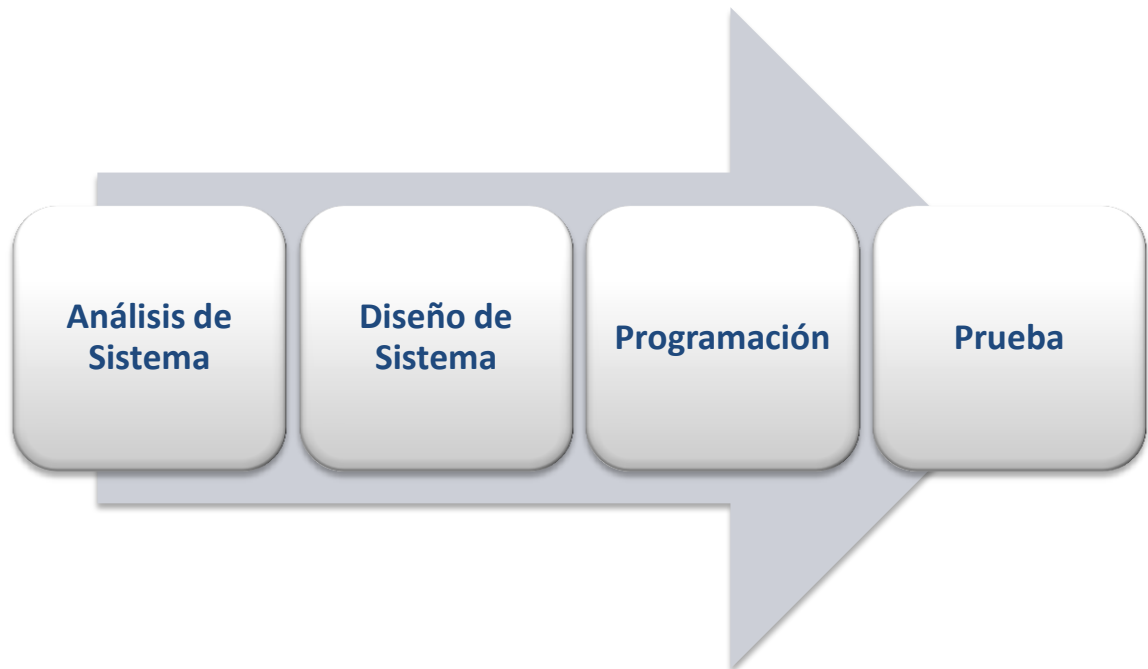 Análisis de
Sistema
Diseño de
Sistema
Programación
Prueba